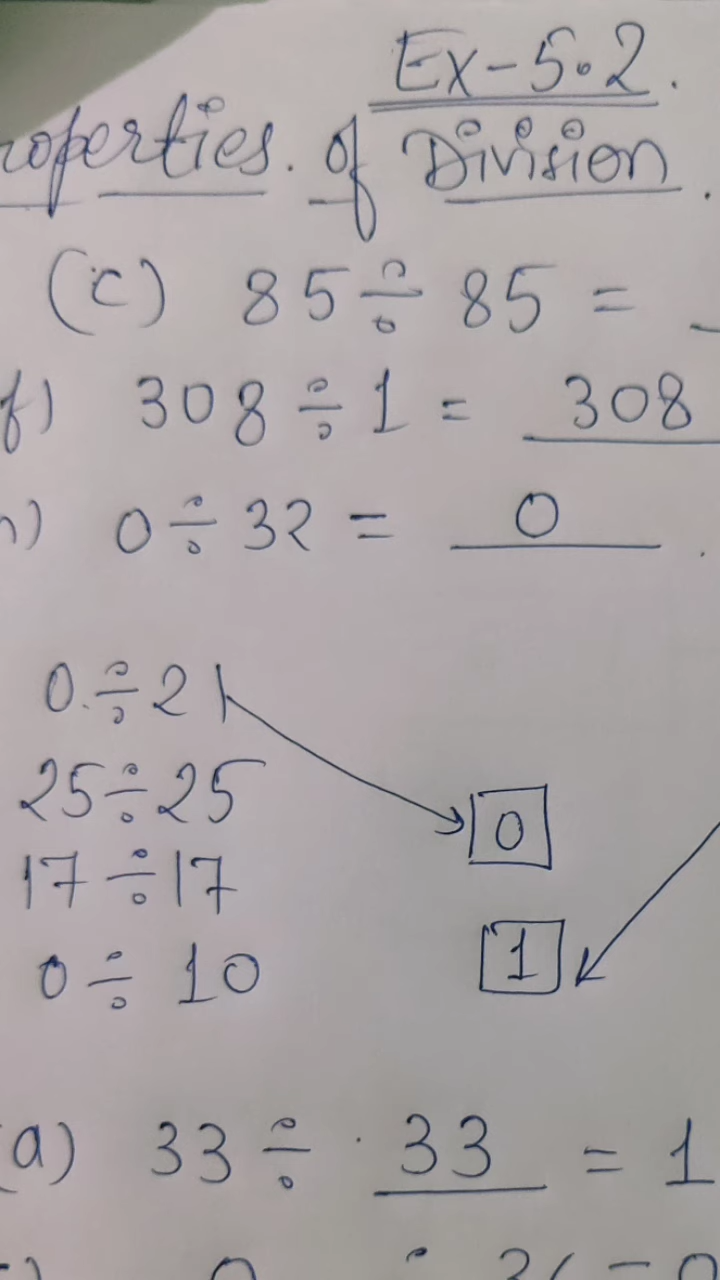 Ex-5.2.
roperties. of Division.
(c) 85 ÷ 85 =
f) 308 ÷ 1 = 308
) 0 ÷ 32 = 0 .
0 ÷ 21
25 ÷ 25
0
17 ÷ 17
1
0 ÷ 10
(a) 33 ÷ 33 = 1